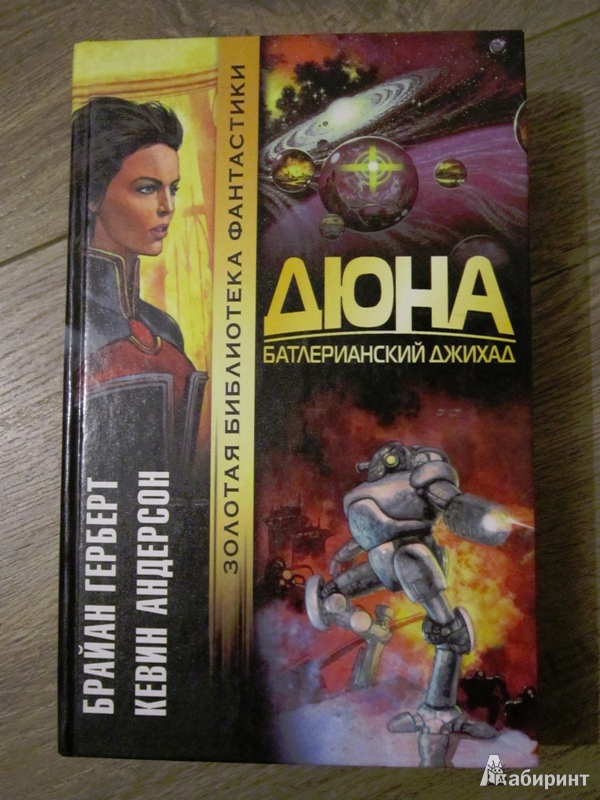 ДЮНА
БАТЛЕРИАНСКИЙ ДЖИХАД
ЗОЛОТАЯ БИБЛИОТЕКА ФАНТАСТИКИ
БРАЙАН ГЕРБЕРТ
КЕВИН АНДЕРСОН
Лабиринт